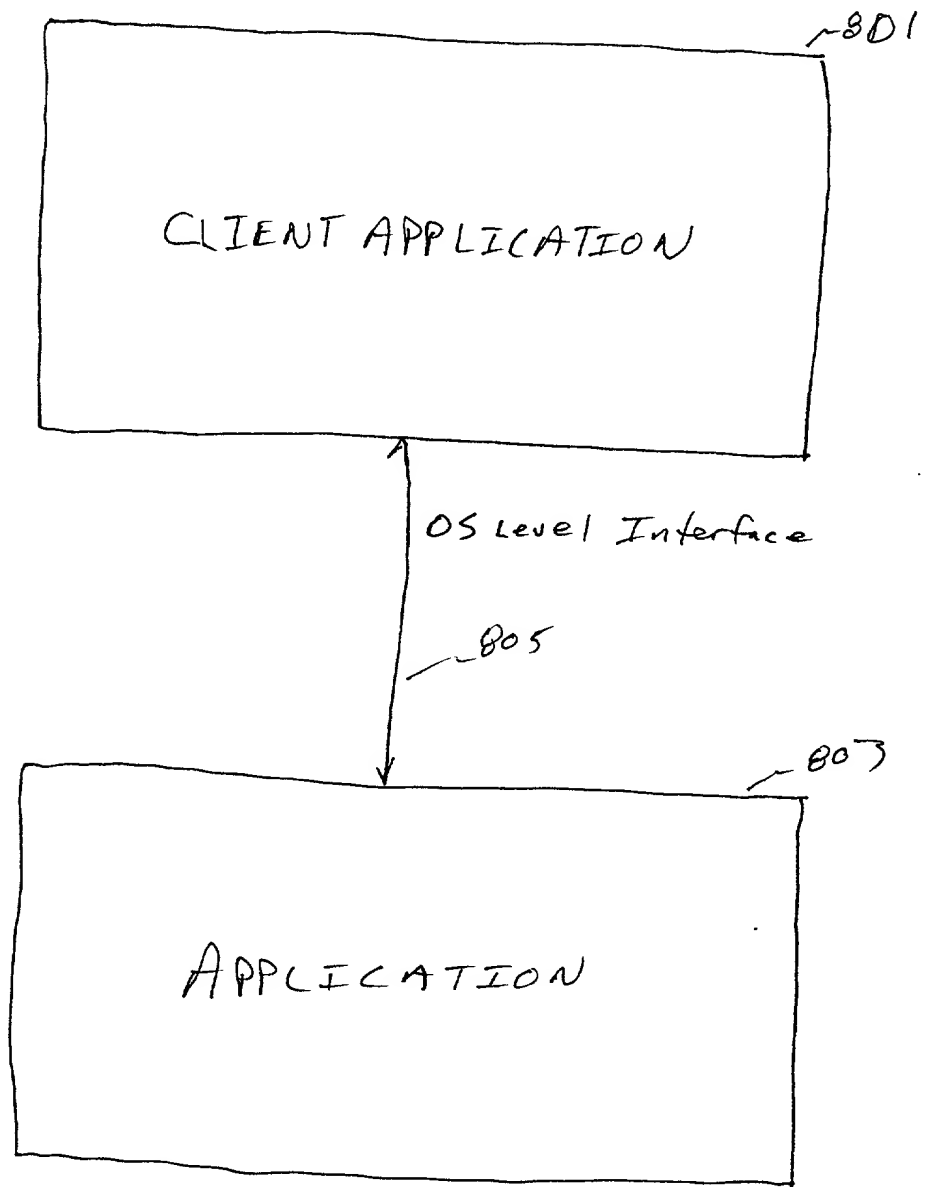 801
CLIENT APPLICATION
OS Level Interface
805
803
APPLICATION